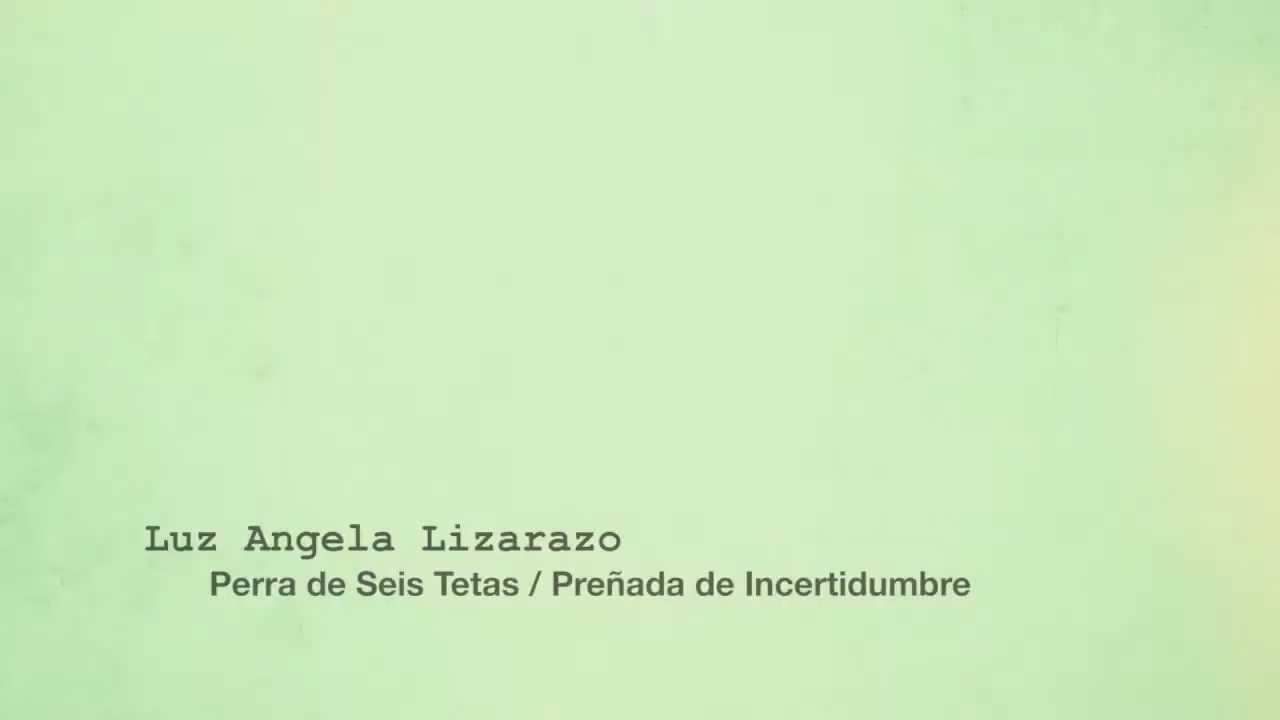 Luz Angela Lizarazo
Perra de Seis Tetas / Preñada de Incertidumbre